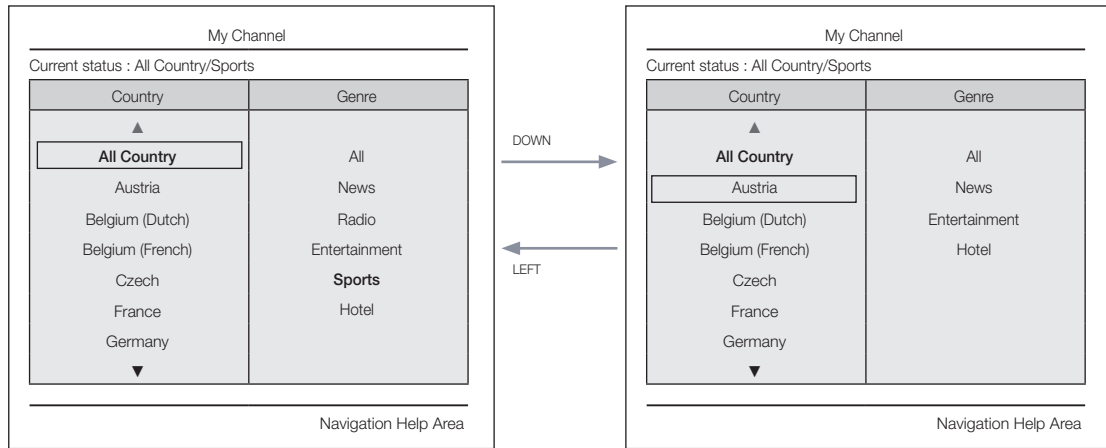 My Channel
Current status : All Country/Sports
Country Genre
▲
All Country All
Austria News
Belgium (Dutch) Radio
Belgium (French) Entertainment
Czech Sports
France Hotel
Germany
▼
Navigation Help Area
DOWN
LEFT
My Channel
Current status : All Country/Sports
Country Genre
▲
All Country All
Austria News
Belgium (Dutch) Entertainment
Belgium (French) Hotel
Czech
France
Germany
▼
Navigation Help Area